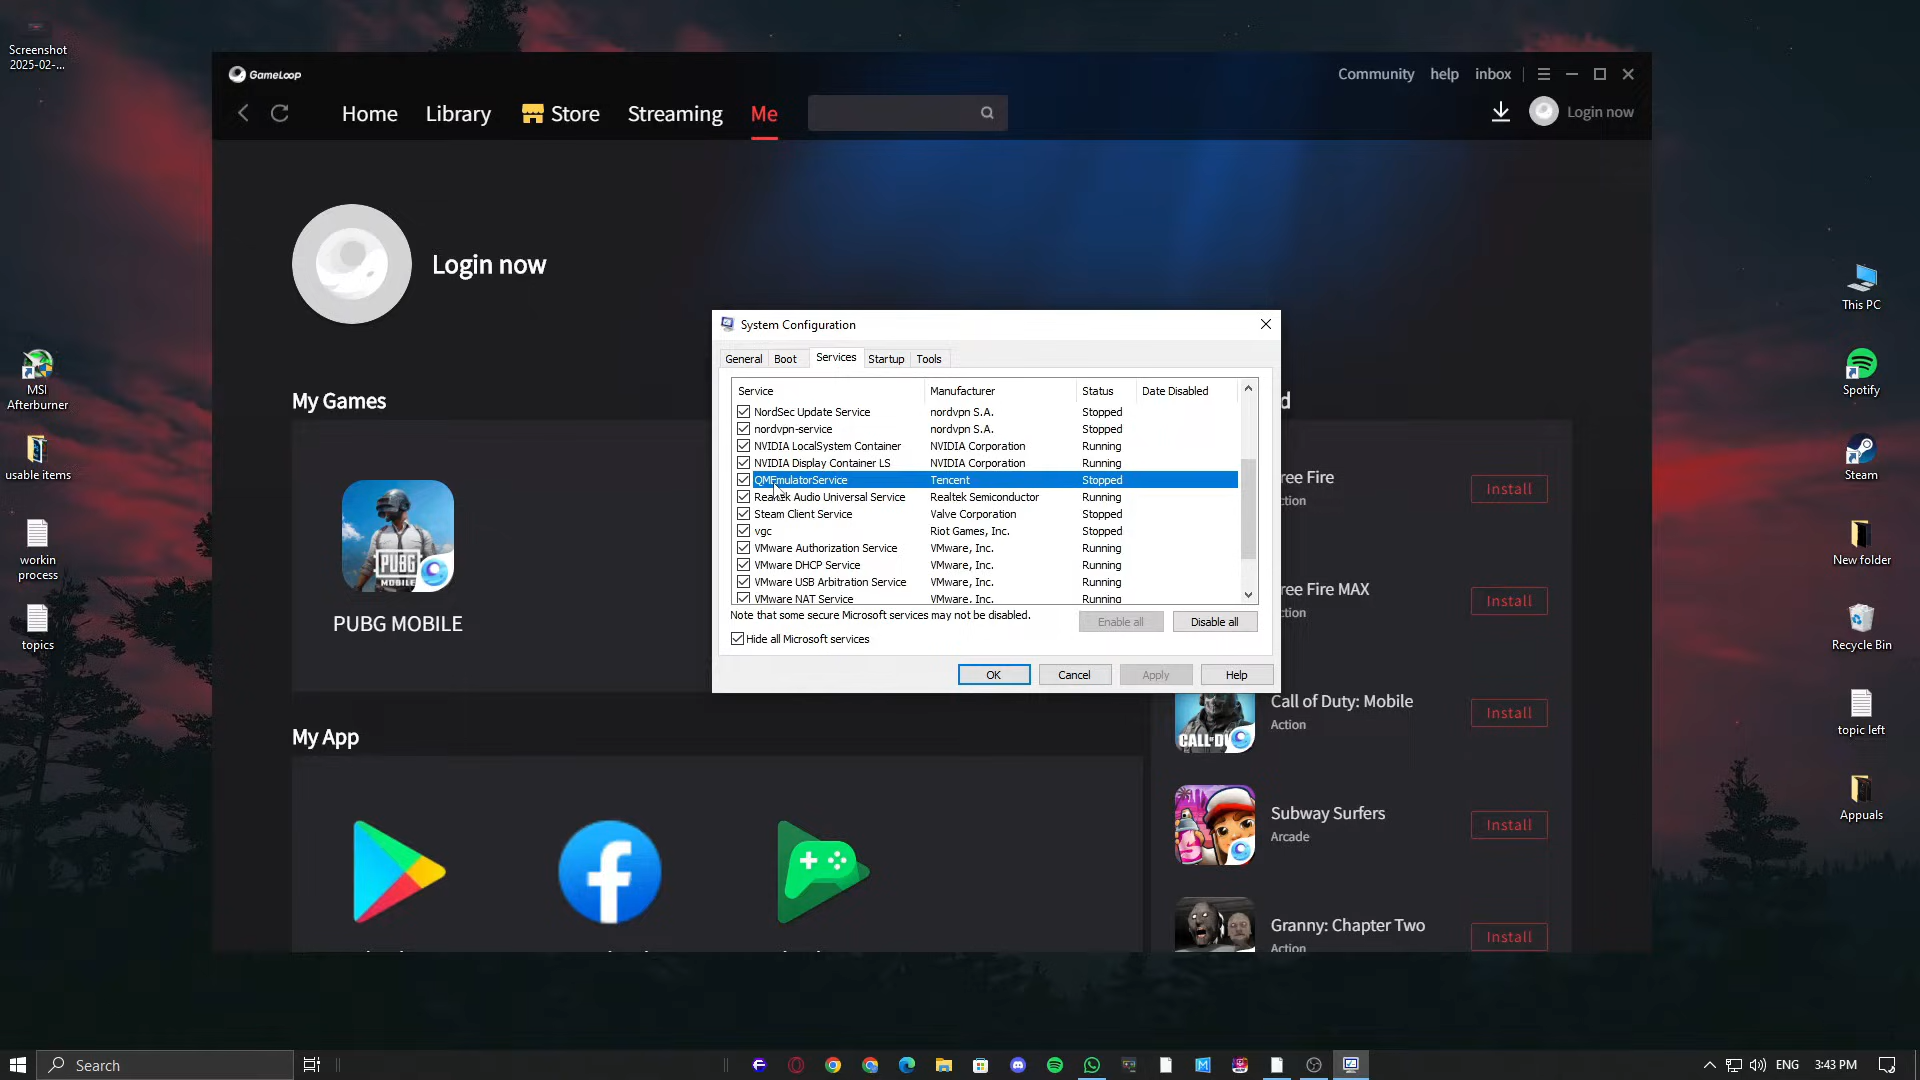 Screenshot
2025-02-...
MSI
Afterburner
usable items
workin
process
topics
GameLoop
Community
help
inbox
Home
Library
Store
Streaming
Me
Login now
Login now
My Games
PUBG
MOBILE
PUBG MOBILE
My App
System Configuration
General
Boot
Services
Startup
Tools
Service Manufacturer Status Date Disabled
NordSec Update Service nordvpn S.A. Stopped
nordvpn-service nordvpn S.A. Stopped
NVIDIA LocalSystem Container NVIDIA Corporation Running
NVIDIA Display Container LS NVIDIA Corporation Running
QMEmulatorService Tencent Stopped
Realtek Audio Universal Service Realtek Semiconductor Running
Steam Client Service Valve Corporation Stopped
vgc Riot Games, Inc. Stopped
VMware Authorization Service VMware, Inc. Running
VMware DHCP Service VMware, Inc. Running
VMware USB Arbitration Service VMware, Inc. Running
VMware NAT Service VMware, Inc. Running
Note that some secure Microsoft services may not be disabled.
Enable all
Disable all
Hide all Microsoft services
OK
Cancel
Apply
Help
d
ree Fire
ction
Install
ree Fire MAX
ction
Install
CALL OF DU
Call of Duty: Mobile
Action
Install
Subway Surfers
Arcade
Install
Granny: Chapter Two
Action
Install
This PC
Spotify
Steam
New folder
Recycle Bin
topic left
Appuals
Search
ENG
3:43 PM